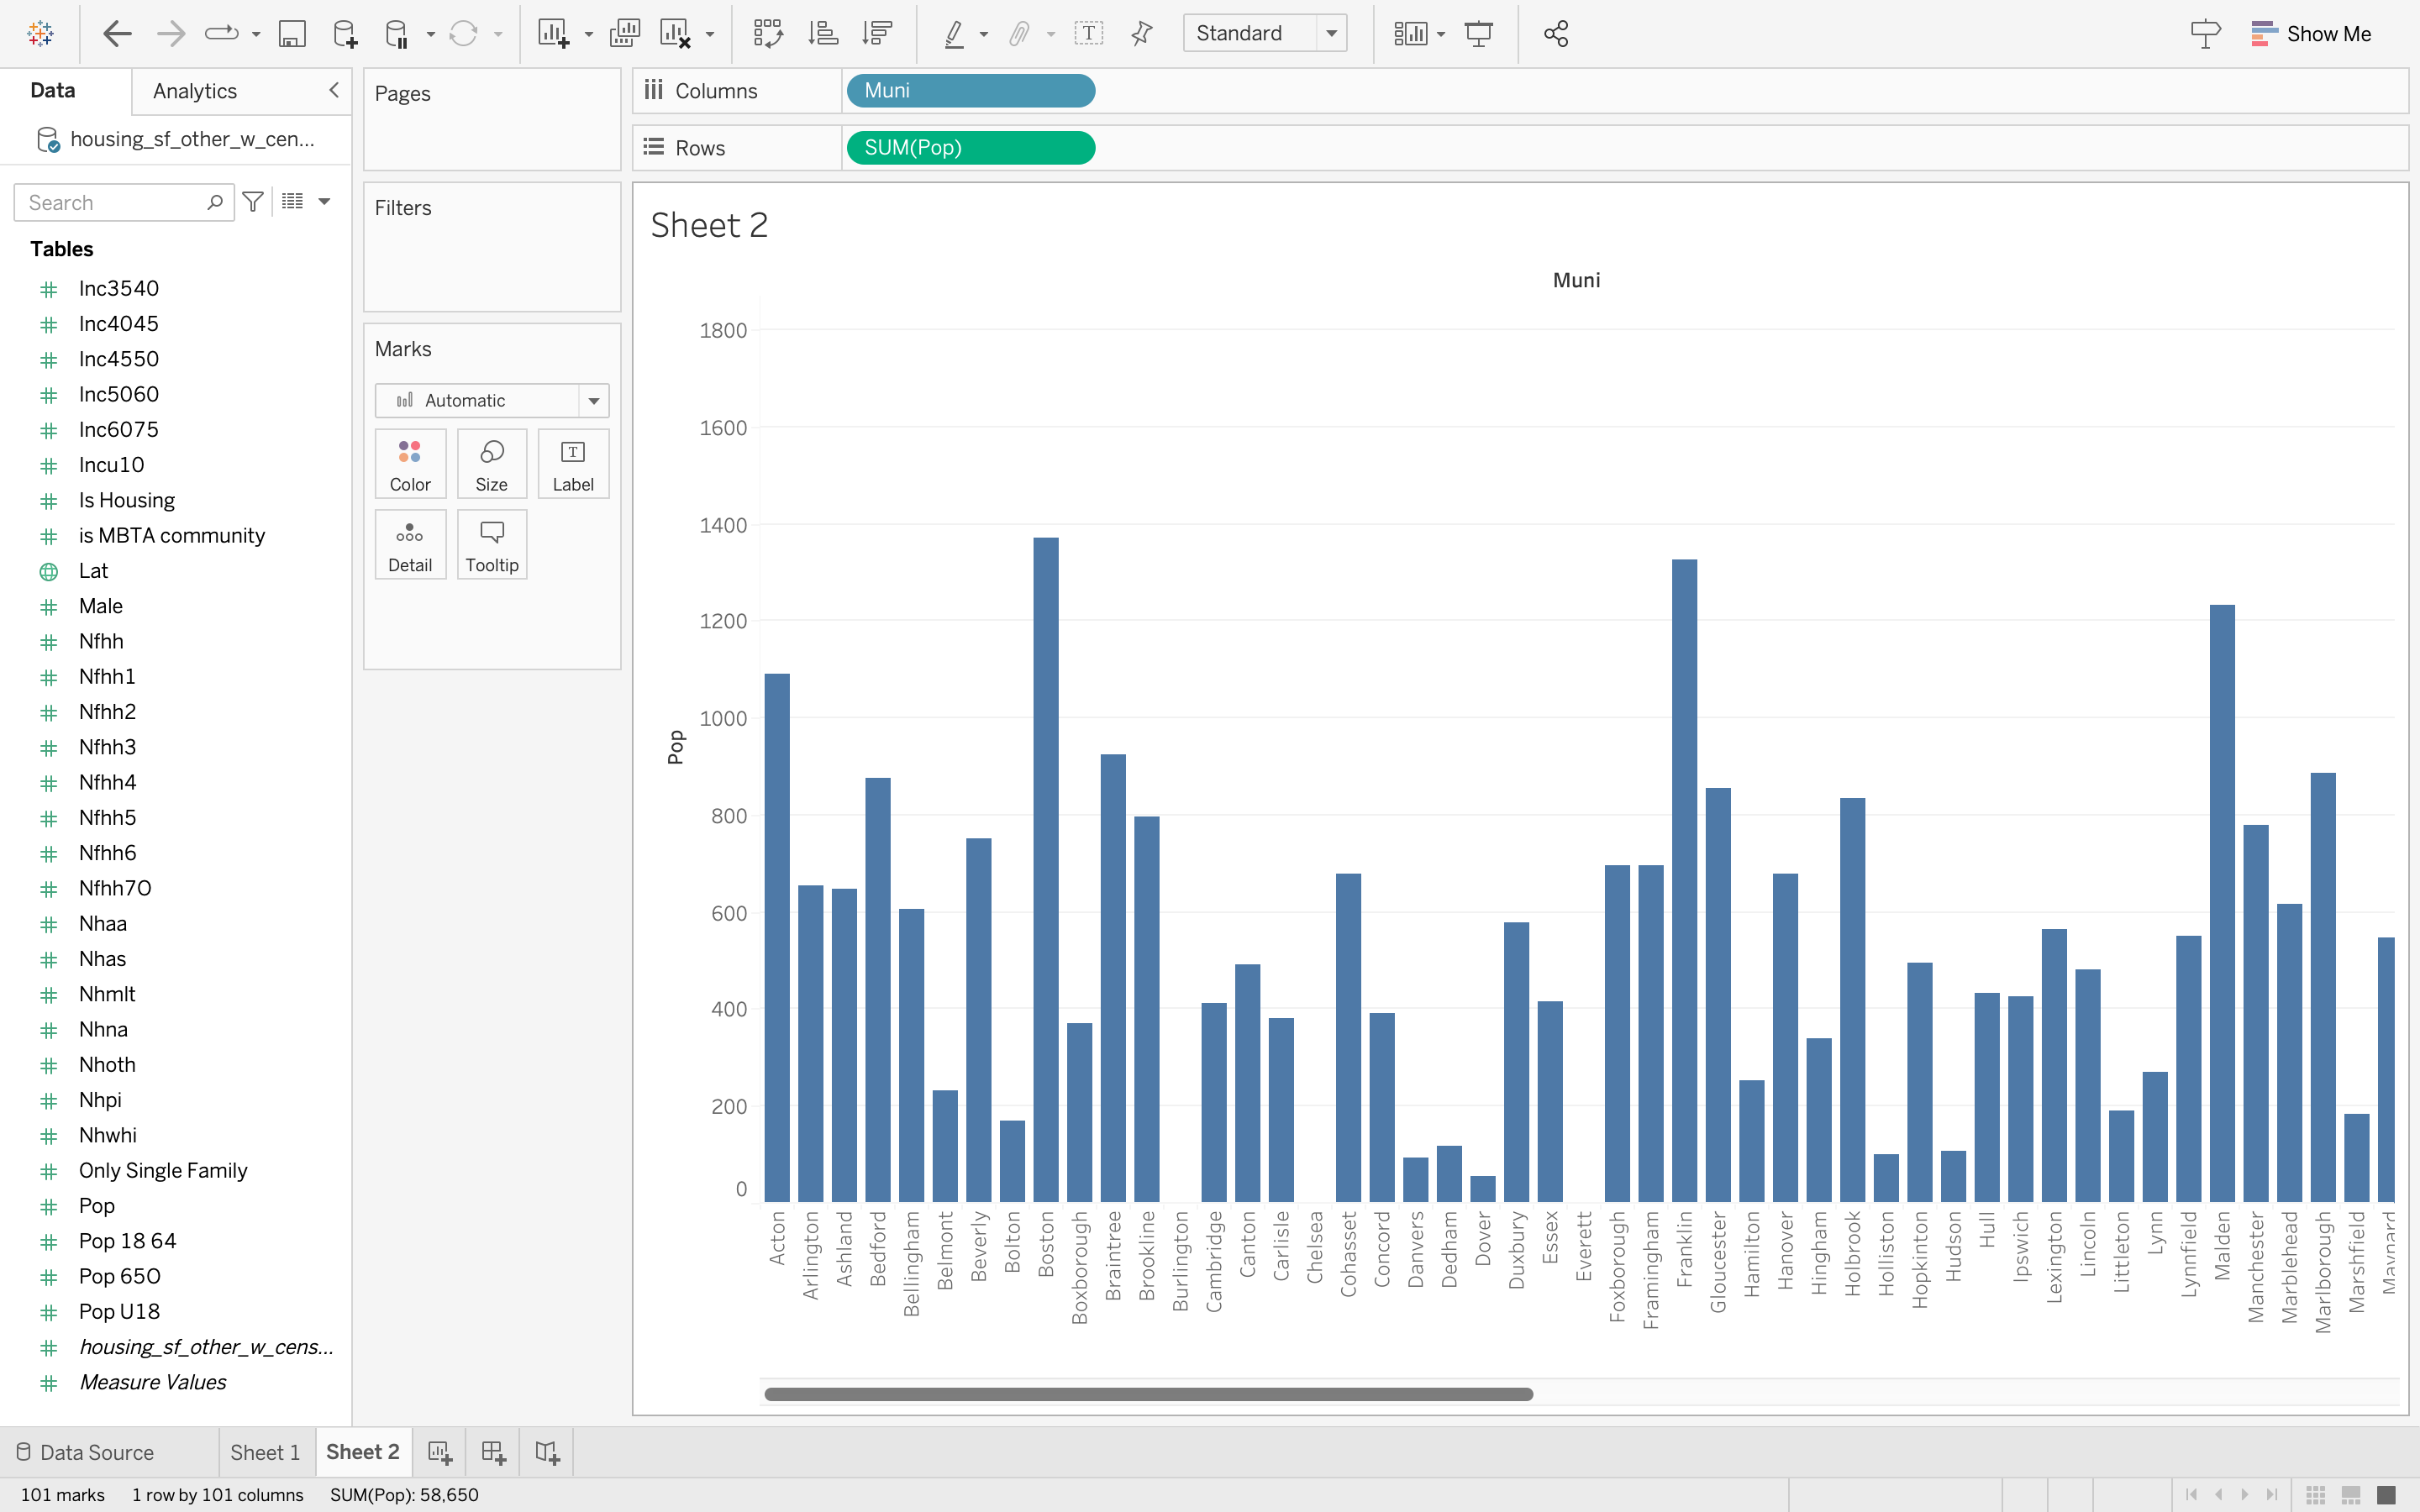 Standard
Show Me
Data
Analytics
housing_sf_other_w_cen...
Search
Tables
Inc3540
Inc4045
Inc4550
Inc5060
Inc6075
Incu10
Is Housing
is MBTA community
Lat
Male
Nfhh
Nfhh1
Nfhh2
Nfhh3
Nfhh4
Nfhh5
Nfhh6
Nfhh7O
Nhaa
Nhas
Nhmlt
Nhna
Nhoth
Nhpi
Nhwhi
Only Single Family
Pop
Pop 18 64
Pop 65O
Pop U18
housing_sf_other_w_cens...
Measure Values
Pages
Filters
Marks
Automatic
Color
Size
Label
Detail
Tooltip
Columns
Muni
Rows
SUM(Pop)
Sheet 2
Muni
Pop
1800
1600
1400
1200
1000
800
600
400
200
0
Acton
Arlington
Ashland
Bedford
Bellingham
Belmont
Beverly
Bolton
Boston
Boxborough
Braintree
Brookline
Burlington
Cambridge
Canton
Carlisle
Chelsea
Cohasset
Concord
Danvers
Dedham
Dover
Duxbury
Essex
Everett
Foxborough
Framingham
Franklin
Gloucester
Hamilton
Hanover
Hingham
Holbrook
Holliston
Hopkinton
Hudson
Hull
Ipswich
Lexington
Lincoln
Littleton
Lynn
Lynnfield
Malden
Manchester
Marblehead
Marlborough
Marshfield
Maynard
Data Source
Sheet 1
Sheet 2
101 marks
1 row by 101 columns
SUM(Pop): 58,650